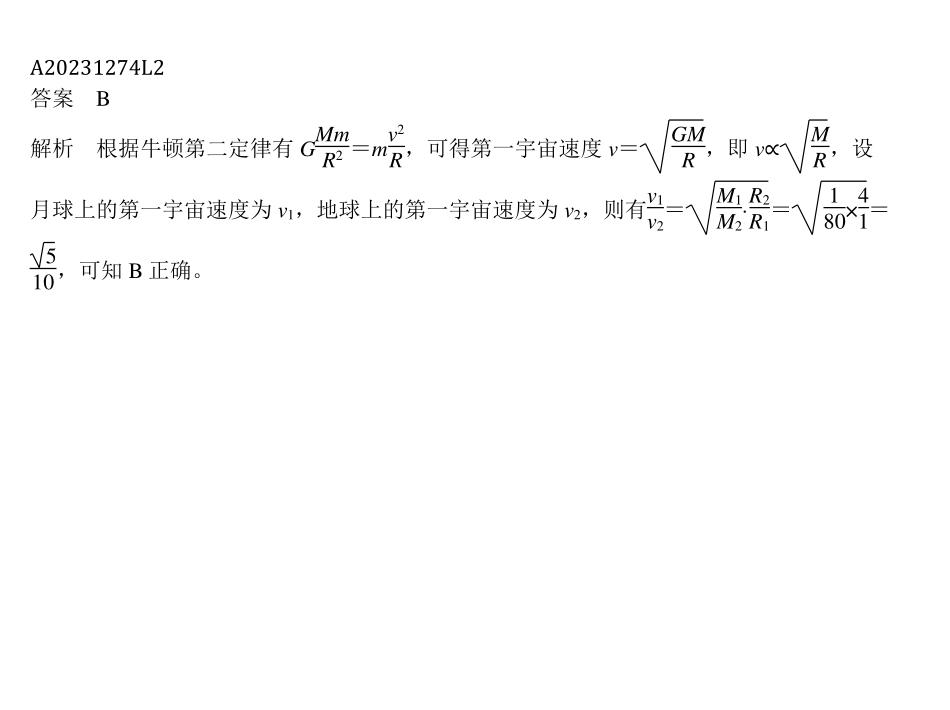 A20231274L2
答案　B
解析　根据牛顿第二定律有 G\frac{Mm}{R^2}=m\frac{v^2}{R}，可得第一宇宙速度 v=\sqrt{\frac{GM}{R}}，即 v∝\sqrt{\frac{M}{R}}，设
月球上的第一宇宙速度为 v_1，地球上的第一宇宙速度为 v_2，则有\frac{v_1}{v_2}=\sqrt{\frac{M_1}{M_2}·\frac{R_2}{R_1}}=\sqrt{\frac{1}{80}×\frac{4}{1}}=
\frac{\sqrt{5}}{10}，可知 B 正确。